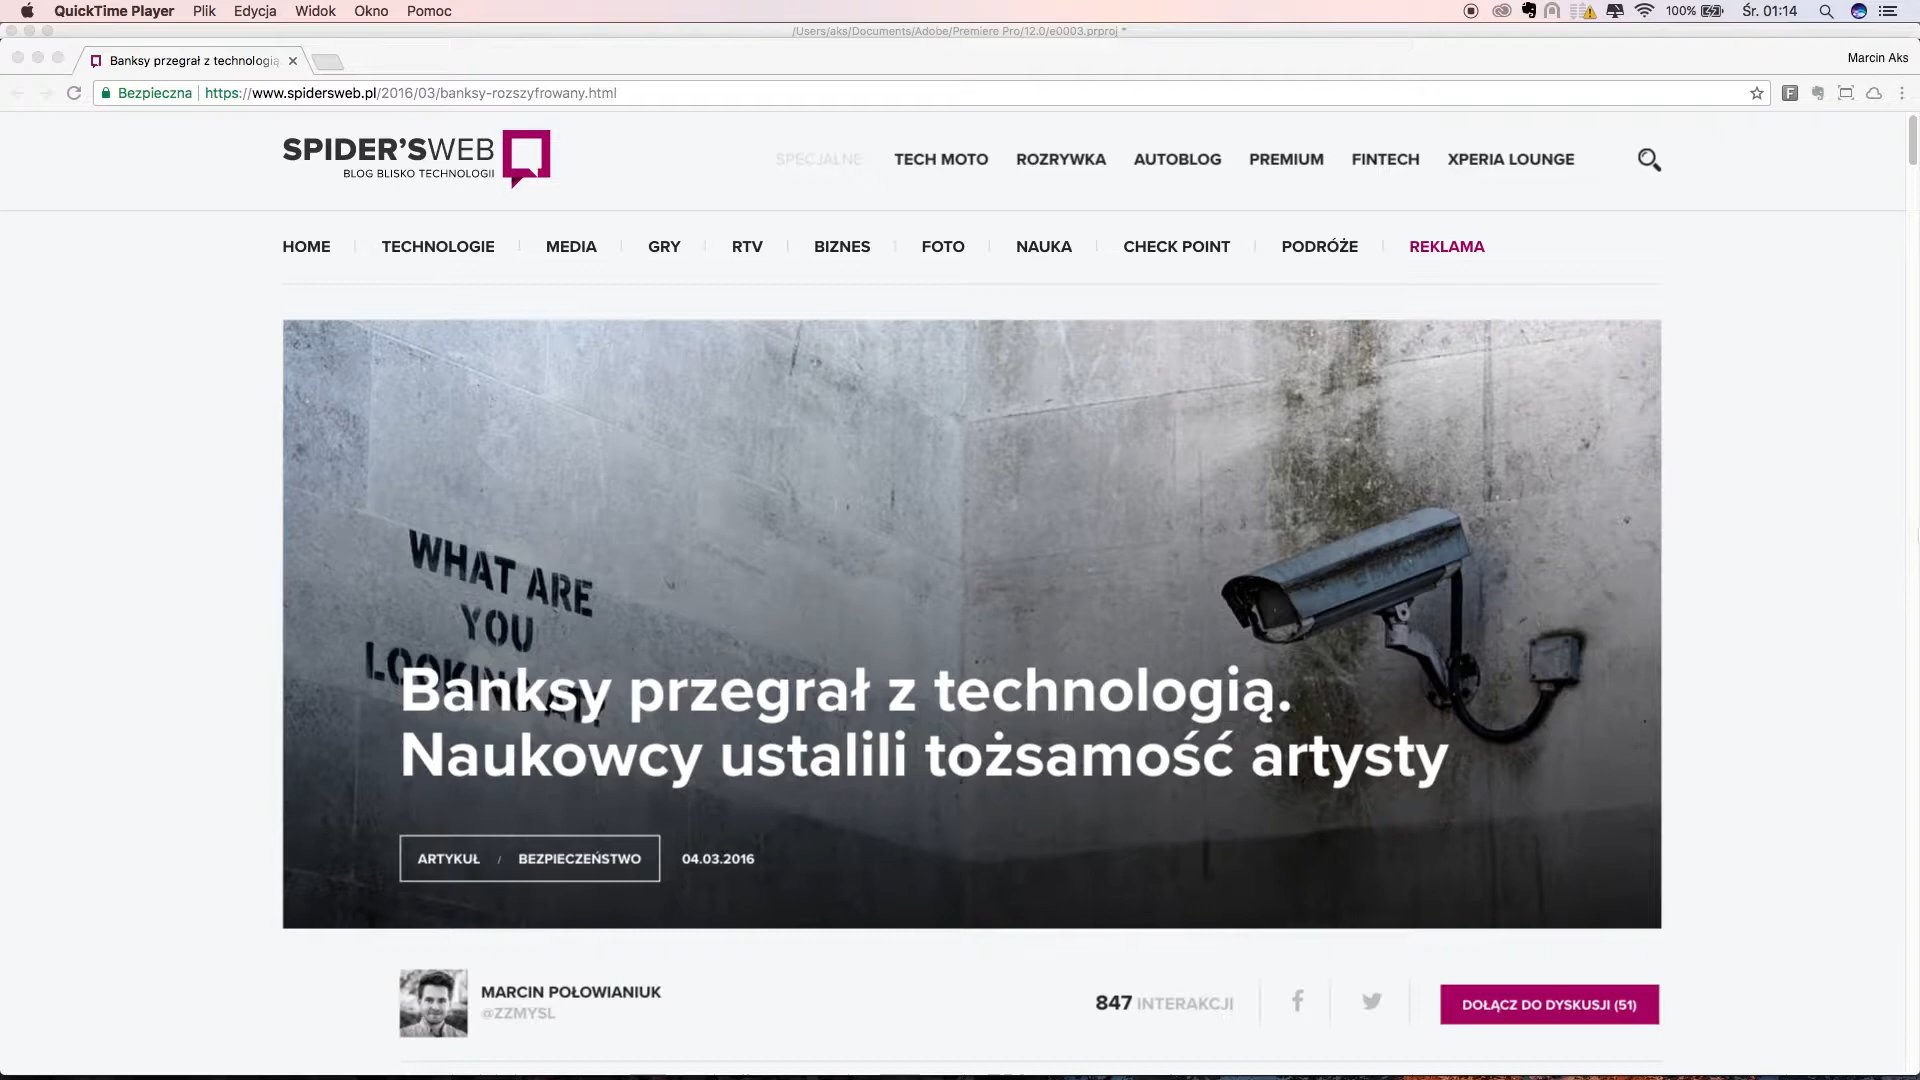 QuickTime Player Plik Edycja Widok Okno Pomoc 100% Śr. 01:14
/Users/aks/Documents/Adobe/Premiere Pro/12.0/e0003.prproj *
Banksy przegrał z technologią Marcin Aks
Bezpieczna https://www.spidersweb.pl/2016/03/banksy-rozszyfrowany.html
SPIDER'SWEB
BLOG BLISKO TECHNOLOGII
SPECJALNE TECH MOTO ROZRYWKA AUTOBLOG PREMIUM FINTECH XPERIA LOUNGE
HOME TECHNOLOGIE MEDIA GRY RTV BIZNES FOTO NAUKA CHECK POINT PODRÓŻE REKLAMA
WHAT ARE
YOU
LOOKING AT?
Banksy przegrał z technologią.
Naukowcy ustalili tożsamość artysty
ARTYKUŁ / BEZPIECZEŃSTWO 04.03.2016
MARCIN POŁOWIANIUK
@ZZMYSL
847 INTERAKCJI
DOŁĄCZ DO DYSKUSJI (51)